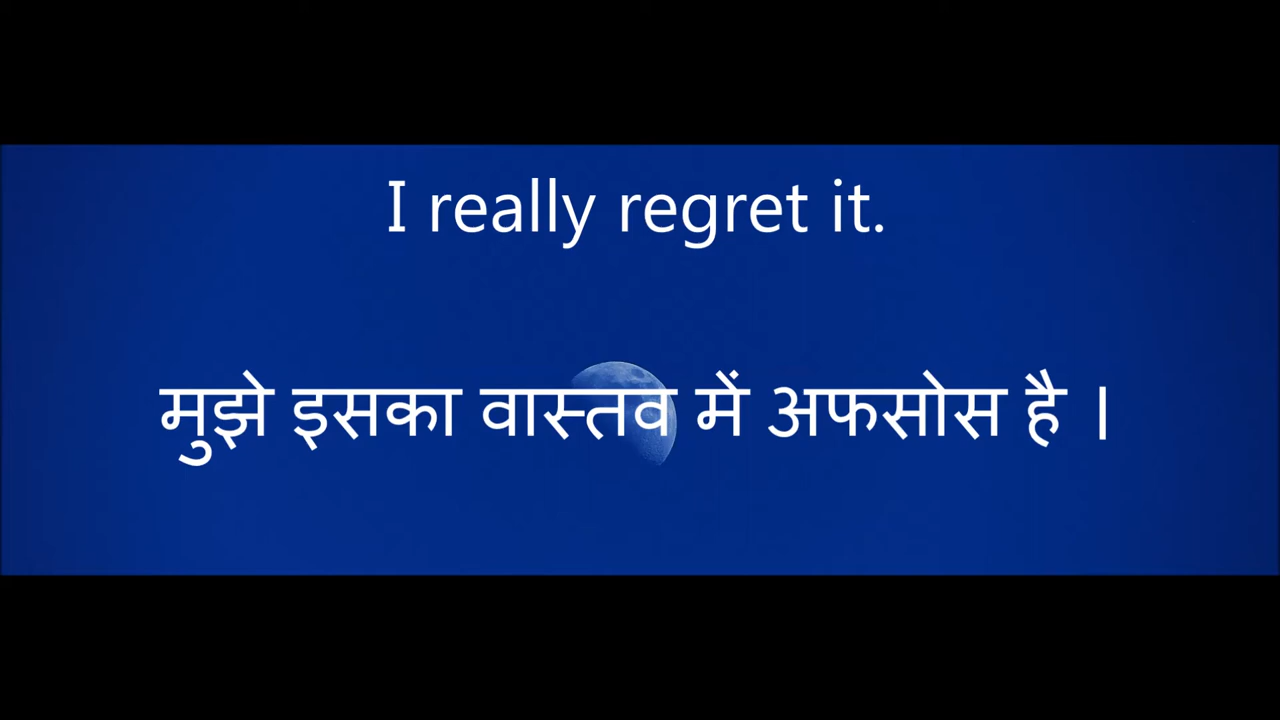 I really regret it.
मुझे इसका वास्तव में अफसोस है ।